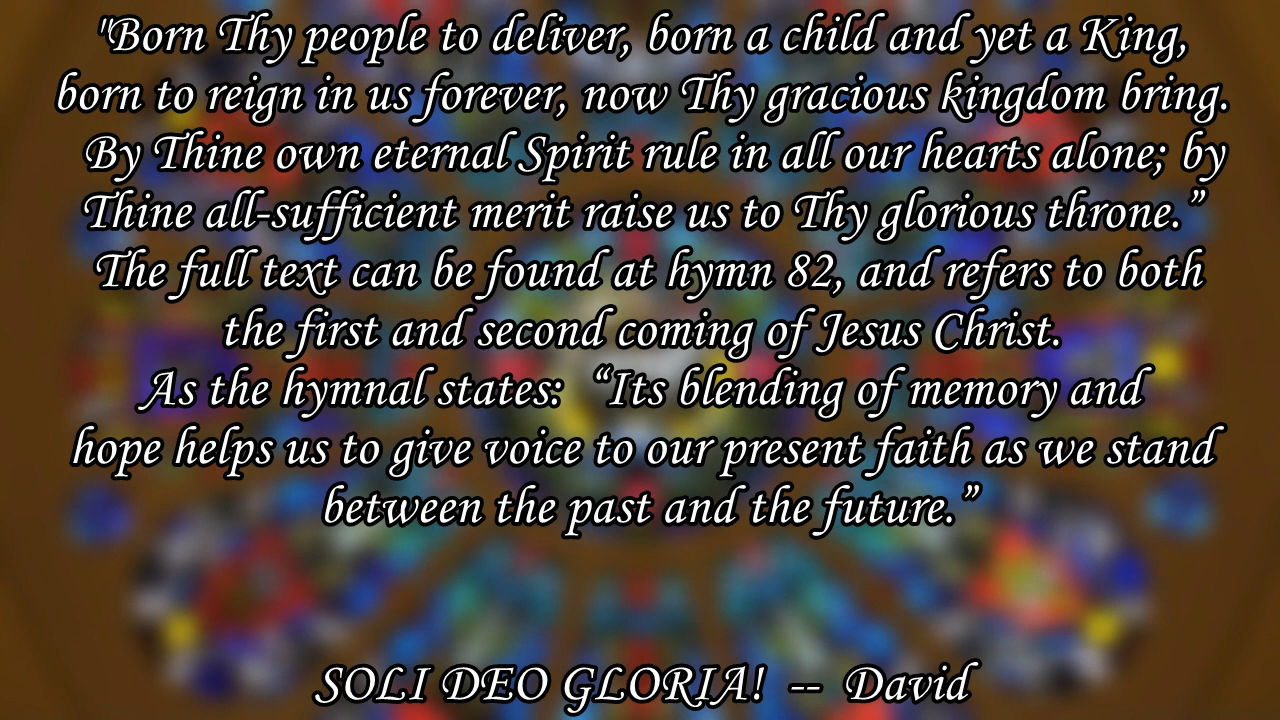 "Born Thy people to deliver, born a child and yet a King,
born to reign in us forever, now Thy gracious kingdom bring.
By Thine own eternal Spirit rule in all our hearts alone; by
Thine all-sufficient merit raise us to Thy glorious throne.”
The full text can be found at hymn 82, and refers to both
the first and second coming of Jesus Christ.
As the hymnal states:  “Its blending of memory and
hope helps us to give voice to our present faith as we stand
between the past and the future.”
SOLI DEO GLORIA!  --  David